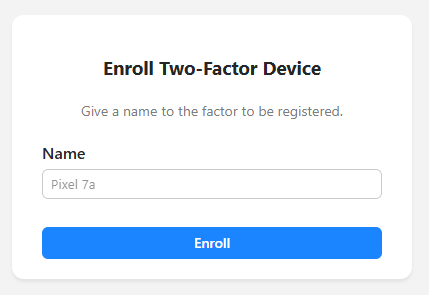 Enroll Two-Factor Device
Give a name to the factor to be registered.
Name
Pixel 7a
Enroll